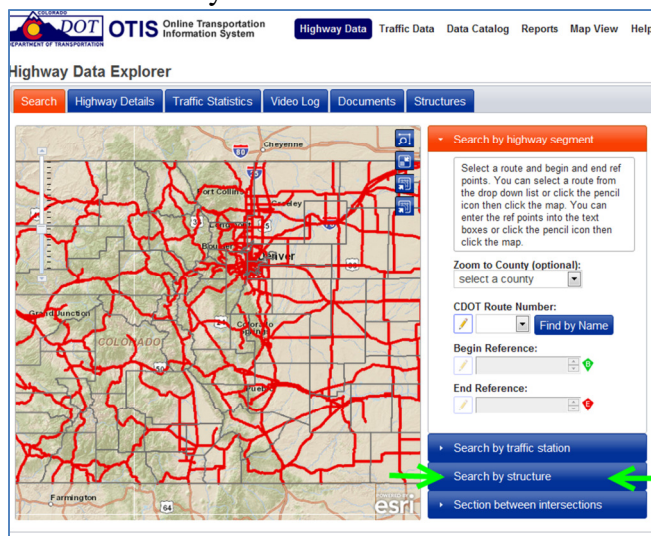 COLORADO
DOT
DEPARTMENT OF TRANSPORTATION
OTIS Online Transportation
Information System
Highway Data Traffic Data Data Catalog Reports Map View Help
Highway Data Explorer
Search Highway Details Traffic Statistics Video Log Documents Structures
Cheyenne
80
25
Fort Collins
Greeley
34
Longmont
Boulder
Denver
Grand Junction
COLORADO
24
Colorado
Springs
50
Pueblo
Farmington
64
POWERED BY
esri
Search by highway segment
Select a route and begin and end ref
points. You can select a route from
the drop down list or click the pencil
icon then click the map. You can
enter the ref points into the text
boxes or click the pencil icon then
click the map.
Zoom to County (optional):
select a county
CDOT Route Number:
Find by Name
Begin Reference:
B
End Reference:
E
Search by traffic station
Search by structure
Section between intersections